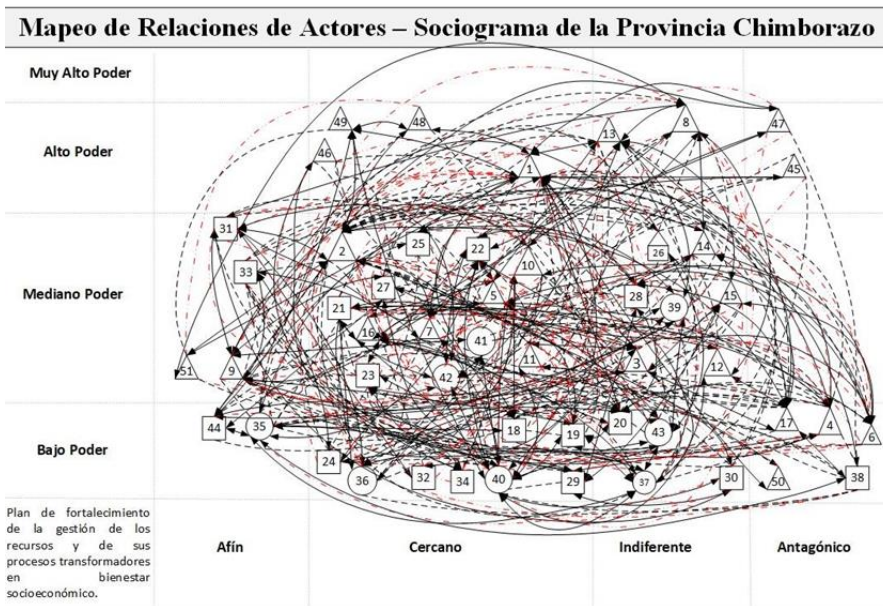 Mapeo de Relaciones de Actores – Sociograma de la Provincia Chimborazo
Muy Alto Poder
49 48 13 8 47
Alto Poder
46 1 45
31 2 25 22 10 26 14
33 27 5 28 39 15
Mediano Poder
21 16 7 41
51 9 23 42 11 3 12
44 35 18 19 20 43 17 4 6
Bajo Poder
24 36 32 34 40 29 37 30 50 38
Plan de fortalecimiento
de la gestión de los
recursos y de sus
procesos transformadores
en bienestar
socioeconómico.
Afín Cercano Indiferente Antagónico